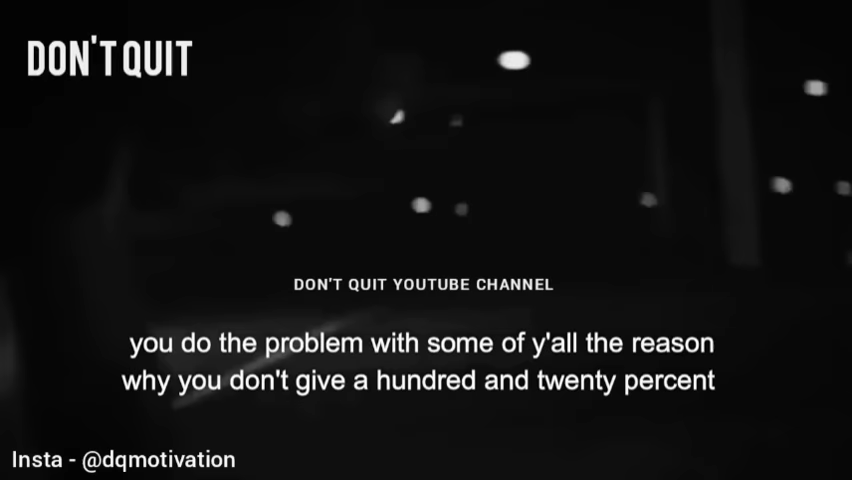 DON'T QUIT
DON'T QUIT YOUTUBE CHANNEL
you do the problem with some of y'all the reason
why you don't give a hundred and twenty percent
Insta - @dqmotivation